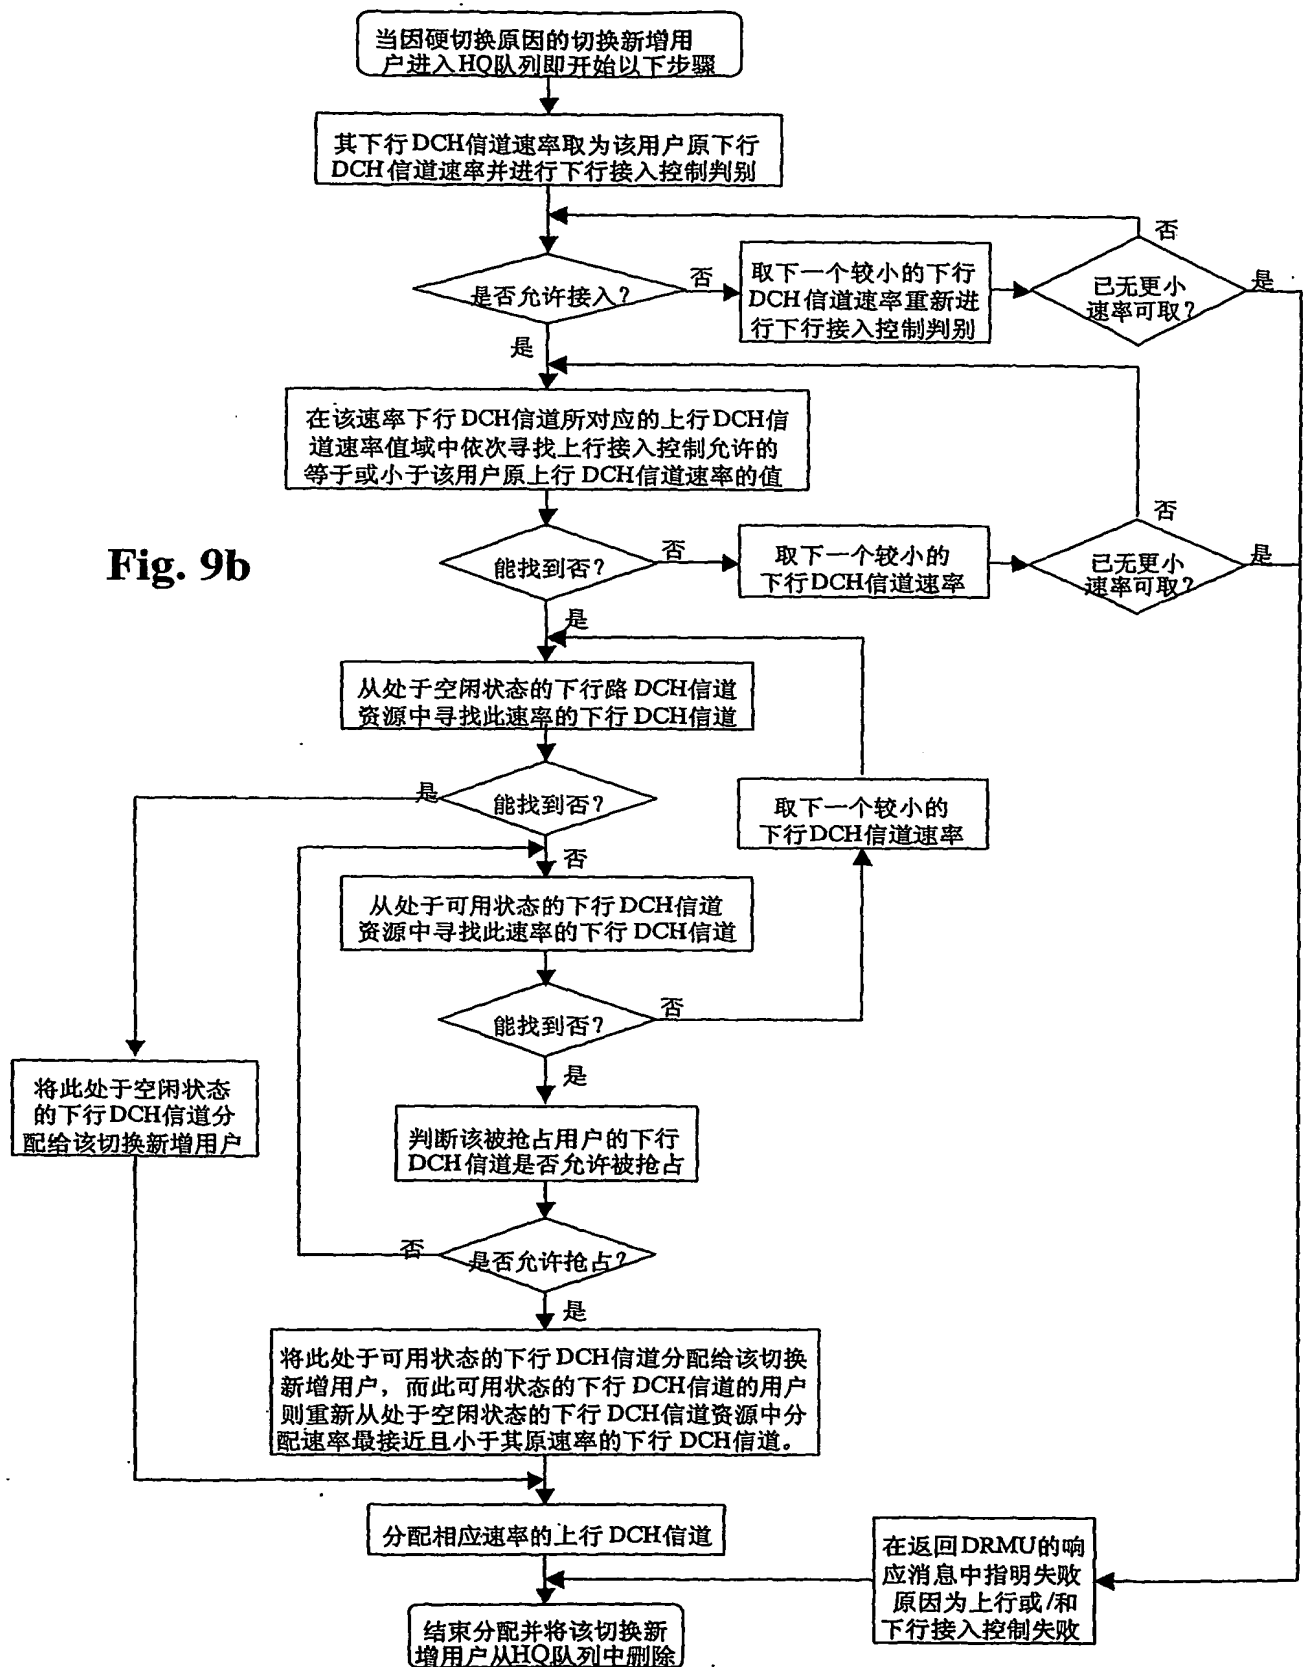 当因硬切换原因的切换新增用
户进入HQ队列即开始以下步骤
其下行DCH信道速率取为该用户原下行
DCH信道速率并进行下行接入控制判别
是否允许接入？
否
取下一个较小的下行
DCH信道速率重新进
行下行接入控制判别
已无更小
速率可取？
否
是
是
在该速率下行DCH信道所对应的上行DCH信
道速率值域中依次寻找上行接入控制允许的
等于或小于该用户原上行DCH信道速率的值
Fig. 9b
能找到否？
否
取下一个较小的
下行DCH信道速率
已无更小
速率可取？
否
是
是
从处于空闲状态的下行路DCH信道
资源中寻找此速率的下行DCH信道
能找到否？
是
否
取下一个较小的
下行DCH信道速率
从处于可用状态的下行DCH信道
资源中寻找此速率的下行DCH信道
能找到否？
否
是
将此处于空闲状态
的下行DCH信道分
配给该切换新增用户
判断该被抢占用户的下行
DCH信道是否允许被抢占
是否允许抢占？
否
是
将此处于可用状态的下行DCH信道分配给该切换
新增用户，而此可用状态的下行DCH信道的用户
则重新从处于空闲状态的下行DCH信道资源中分
配速率最接近且小于其原速率的下行DCH信道。
分配相应速率的上行DCH信道
在返回DRMU的响
应消息中指明失败
原因为上行或/和
下行接入控制失败
结束分配并将该切换新
增用户从HQ队列中删除